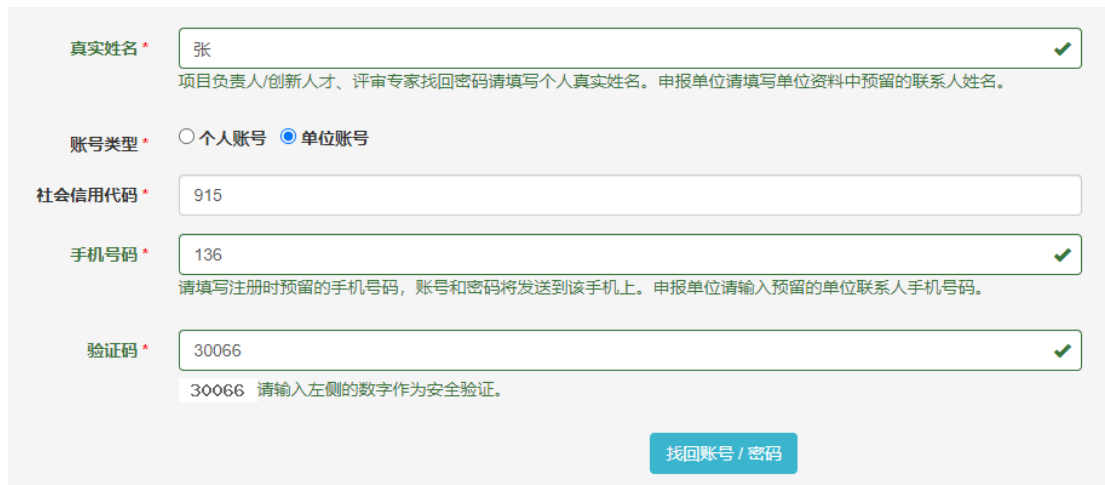 真实姓名 * 张
项目负责人/创新人才、评审专家找回密码请填写个人真实姓名。申报单位请填写单位资料中预留的联系人姓名。
账号类型 * 个人账号 单位账号
社会信用代码 * 915
手机号码 * 136
请填写注册时预留的手机号码，账号和密码将发送到该手机上。申报单位请输入预留的单位联系人手机号码。
验证码 * 30066
30066 请输入左侧的数字作为安全验证。
找回账号 / 密码